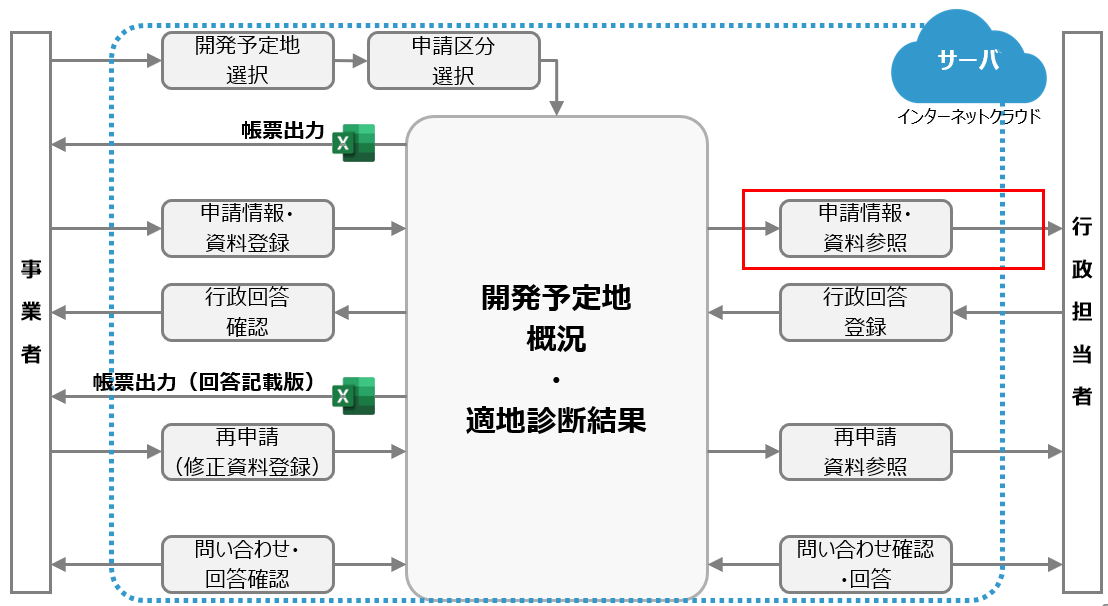 開発予定地
選択
申請区分
選択
サーバ
インターネットクラウド
帳票出力
X
申請情報・
資料登録
申請情報・
資料参照
事業者
行政担当者
開発予定地
概況
・
適地診断結果
行政回答
確認
行政回答
登録
帳票出力（回答記載版）
X
再申請
（修正資料登録）
再申請
資料参照
問い合わせ・
回答確認
問い合わせ確認
・回答